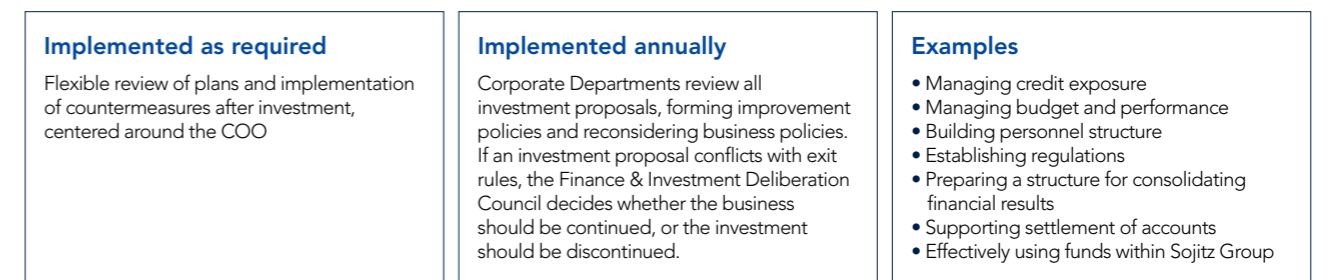 Implemented as required
Flexible review of plans and implementation
of countermeasures after investment,
centered around the COO
Implemented annually
Corporate Departments review all
investment proposals, forming improvement
policies and reconsidering business policies.
If an investment proposal conflicts with exit
rules, the Finance & Investment Deliberation
Council decides whether the business
should be continued, or the investment
should be discontinued.
Examples
• Managing credit exposure
• Managing budget and performance
• Building personnel structure
• Establishing regulations
• Preparing a structure for consolidating
financial results
• Supporting settlement of accounts
• Effectively using funds within Sojitz Group